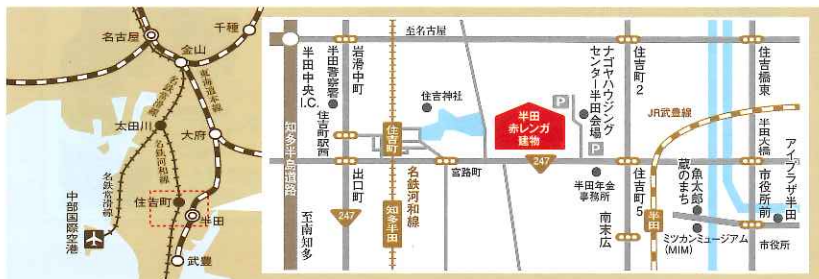 千種
名古屋
金山
名鉄常滑線
東海道本線
太田川
大府
名鉄河和線
名鉄常滑線
住吉町
半田
中部国際空港
武豊
至名古屋
半田中央I.C.
半田警察署
岩滑中町
住吉神社
ナゴヤハウジングセンター半田会場
住吉町2
住吉橋東
P
半田
赤レンガ
建物
JR武豊線
住吉町駅西
住吉町
知多半島道路
247
宮路町
P
半田大橋
出口町
名鉄河和線
半田年金
事務所
住吉町5
蔵のまち
魚太郎
市役所前
アイプラザ半田
至南知多
247
知多半田
南末広
半田
ミツカンミュージアム
(MIM)
市役所